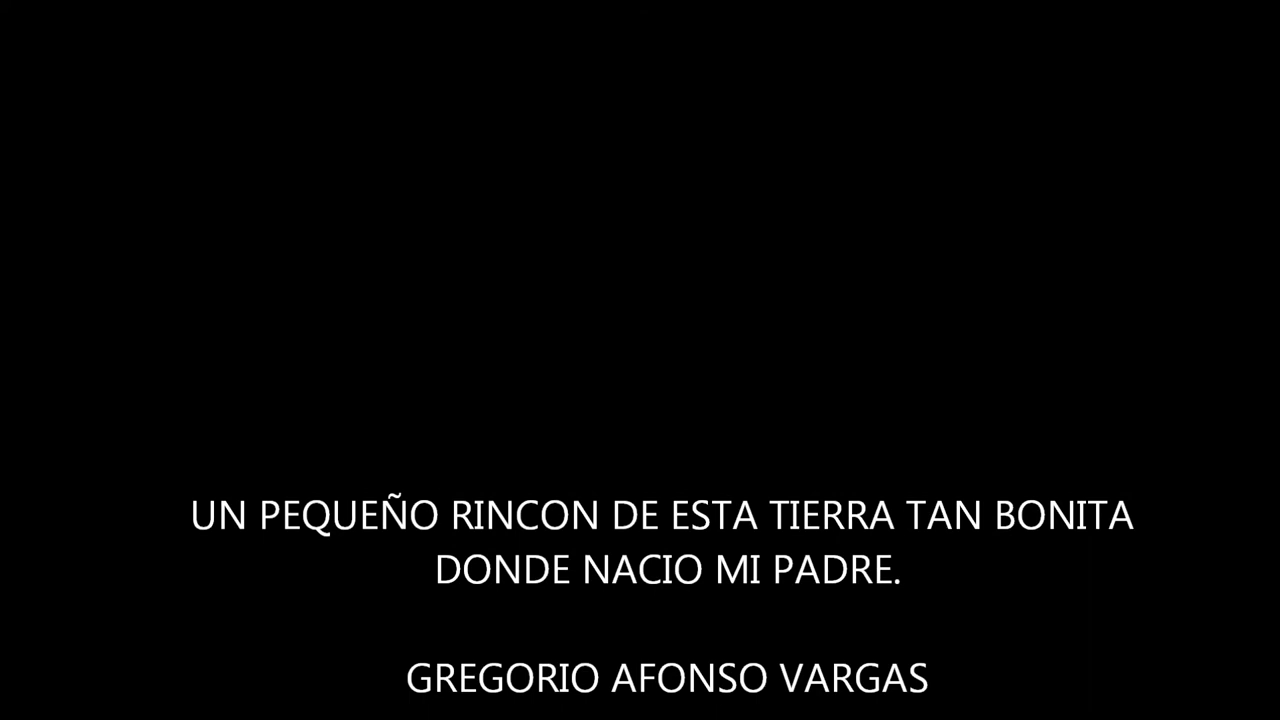 UN PEQUEÑO RINCON DE ESTA TIERRA TAN BONITA
DONDE NACIO MI PADRE.
GREGORIO AFONSO VARGAS